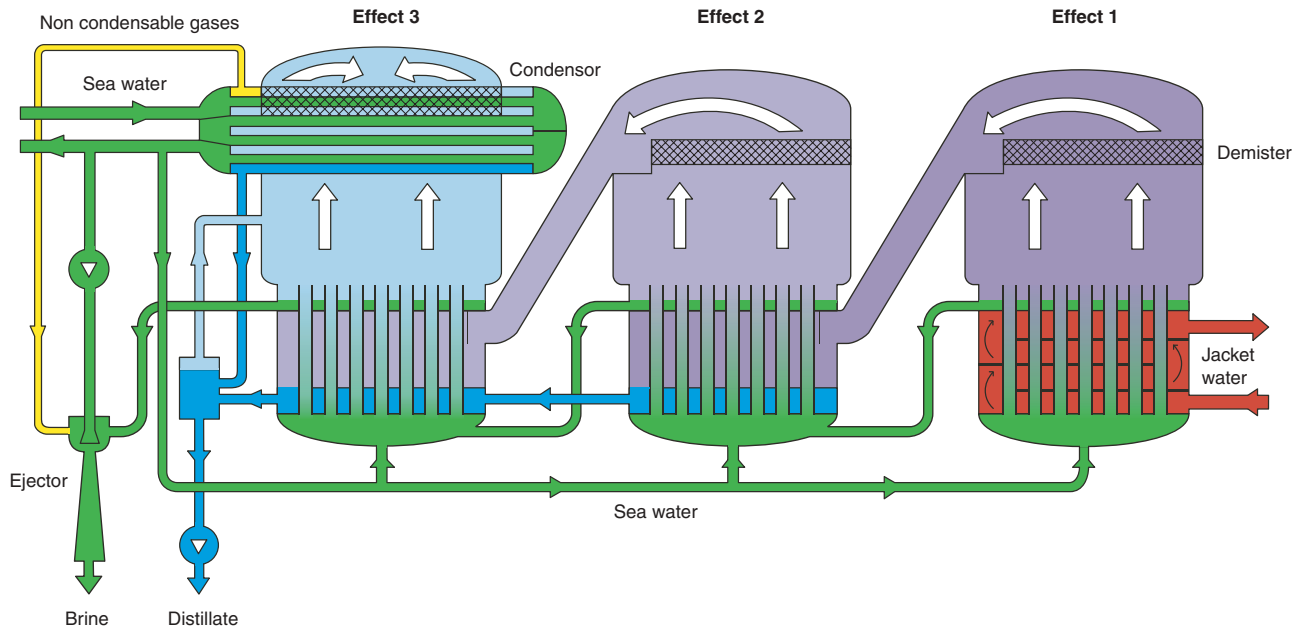 Non condensable gases
Effect 3
Effect 2
Effect 1
Sea water
Condensor
Demister
Jacket
water
Ejector
Sea water
Brine
Distillate